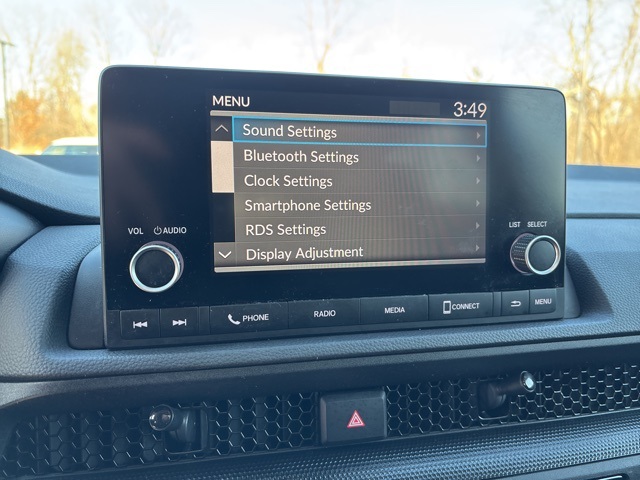 MENU
3:49
Sound Settings
Bluetooth Settings
Clock Settings
Smartphone Settings
RDS Settings
Display Adjustment
VOL AUDIO
LIST SELECT
PHONE RADIO MEDIA CONNECT MENU